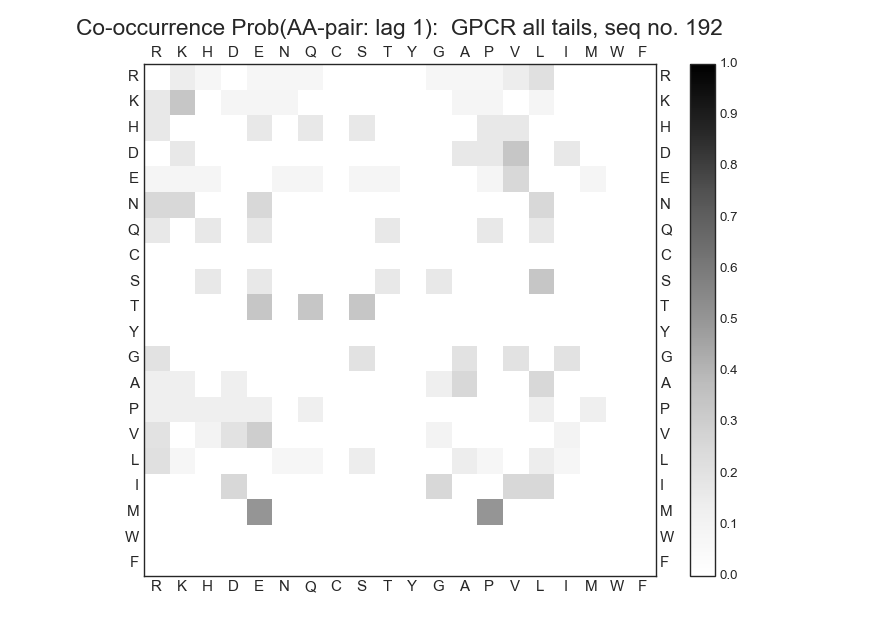 Co-occurrence Prob(AA-pair: lag 1):  GPCR all tails, seq no. 192
R K H D E N Q C S T Y G A P V L I M W F
R R 1.0
K K 0.9
H H
D D 0.8
E E
N N 0.7
Q Q
C C 0.6
S S
T T 0.5
Y Y
G G 0.4
A A
P P 0.3
V V
L L 0.2
I I
M M 0.1
W W
F F 0.0
R K H D E N Q C S T Y G A P V L I M W F